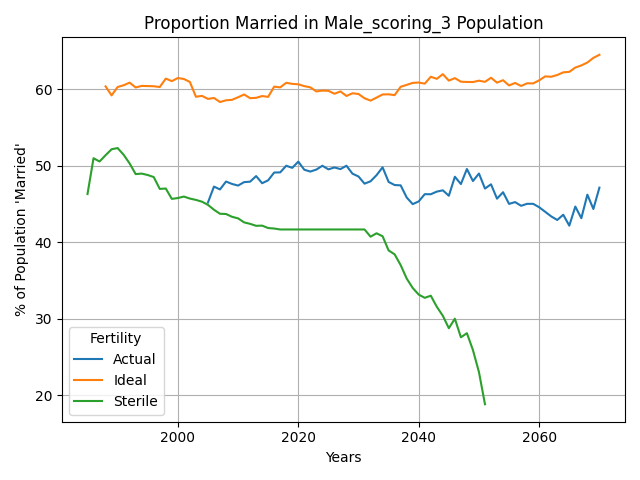 Proportion Married in Male_scoring_3 Population
% of Population 'Married'
60
50
40
30
20
Fertility
Actual
Ideal
Sterile
2000 2020 2040 2060
Years